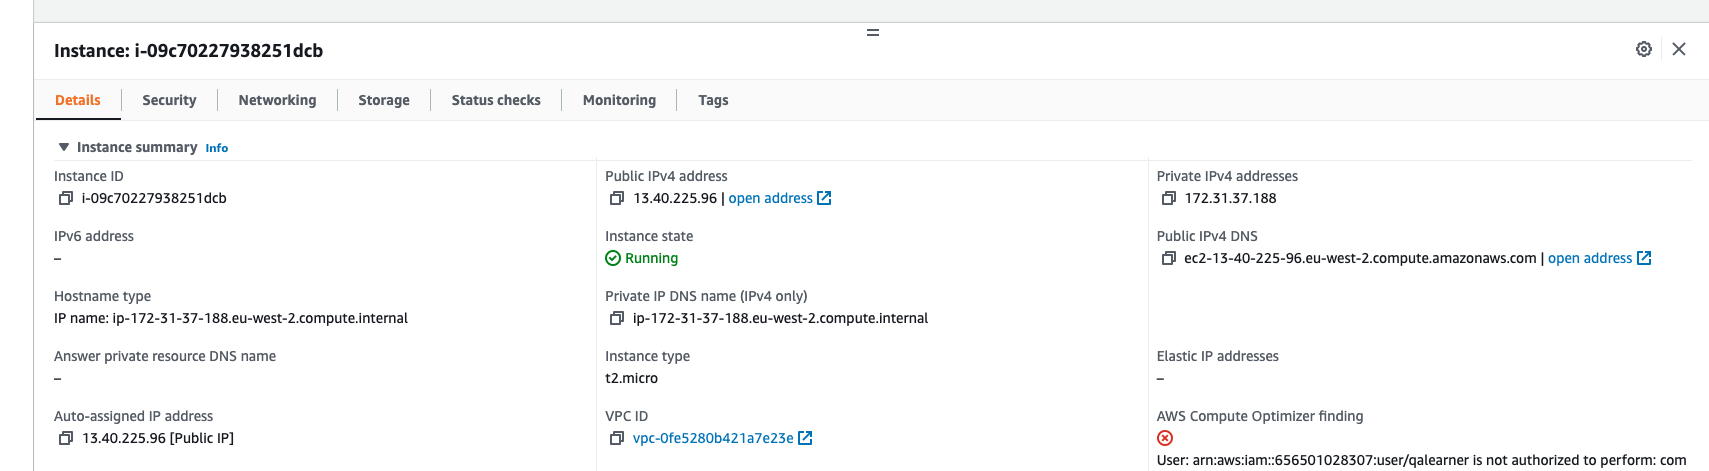 Instance: i-09c70227938251dcb
Details
Security
Networking
Storage
Status checks
Monitoring
Tags
Instance summary Info
Instance ID
i-09c70227938251dcb
Public IPv4 address
13.40.225.96 | open address
Private IPv4 addresses
172.31.37.188
IPv6 address
–
Instance state
Running
Public IPv4 DNS
ec2-13-40-225-96.eu-west-2.compute.amazonaws.com | open address
Hostname type
IP name: ip-172-31-37-188.eu-west-2.compute.internal
Private IP DNS name (IPv4 only)
ip-172-31-37-188.eu-west-2.compute.internal
Answer private resource DNS name
–
Instance type
t2.micro
Elastic IP addresses
–
Auto-assigned IP address
13.40.225.96 [Public IP]
VPC ID
vpc-0fe5280b421a7e23e
AWS Compute Optimizer finding
User: arn:aws:iam::656501028307:user/qalearner is not authorized to perform: com